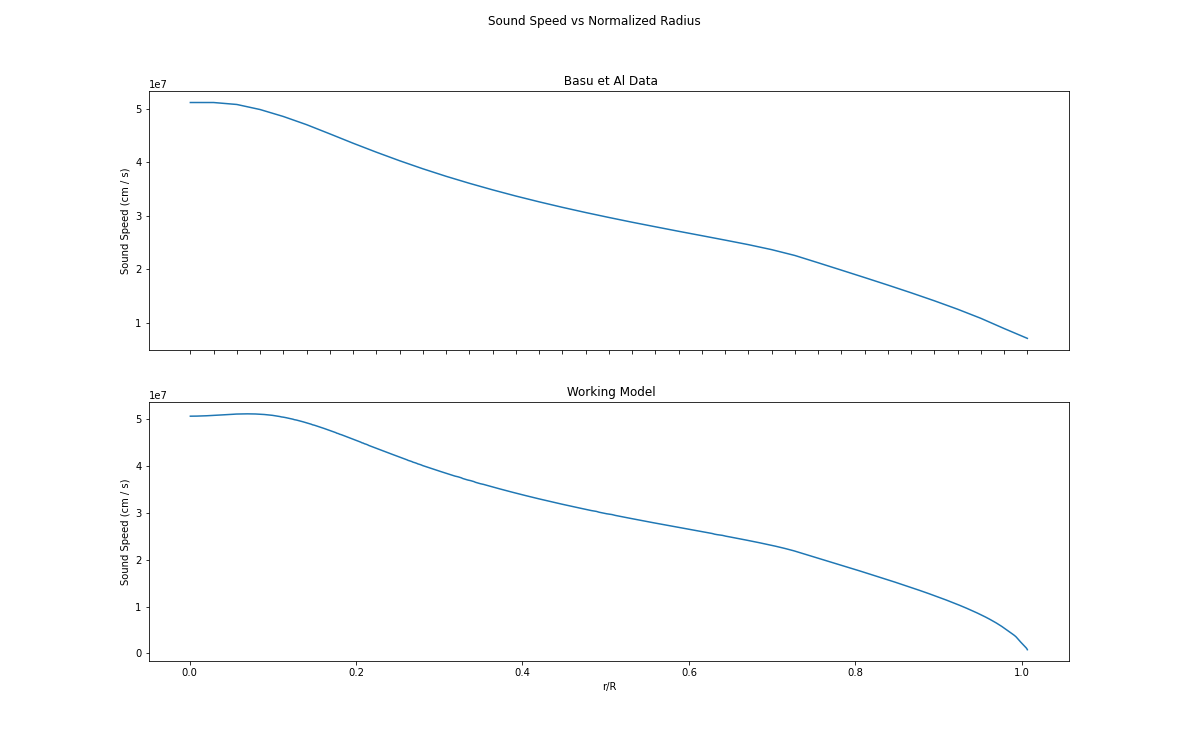 Sound Speed vs Normalized Radius
Basu et Al Data
1e7
5
4
3
2
1
Sound Speed (cm / s)
Working Model
1e7
5
4
3
2
1
0
Sound Speed (cm / s)
0.0 0.2 0.4 0.6 0.8 1.0
r/R